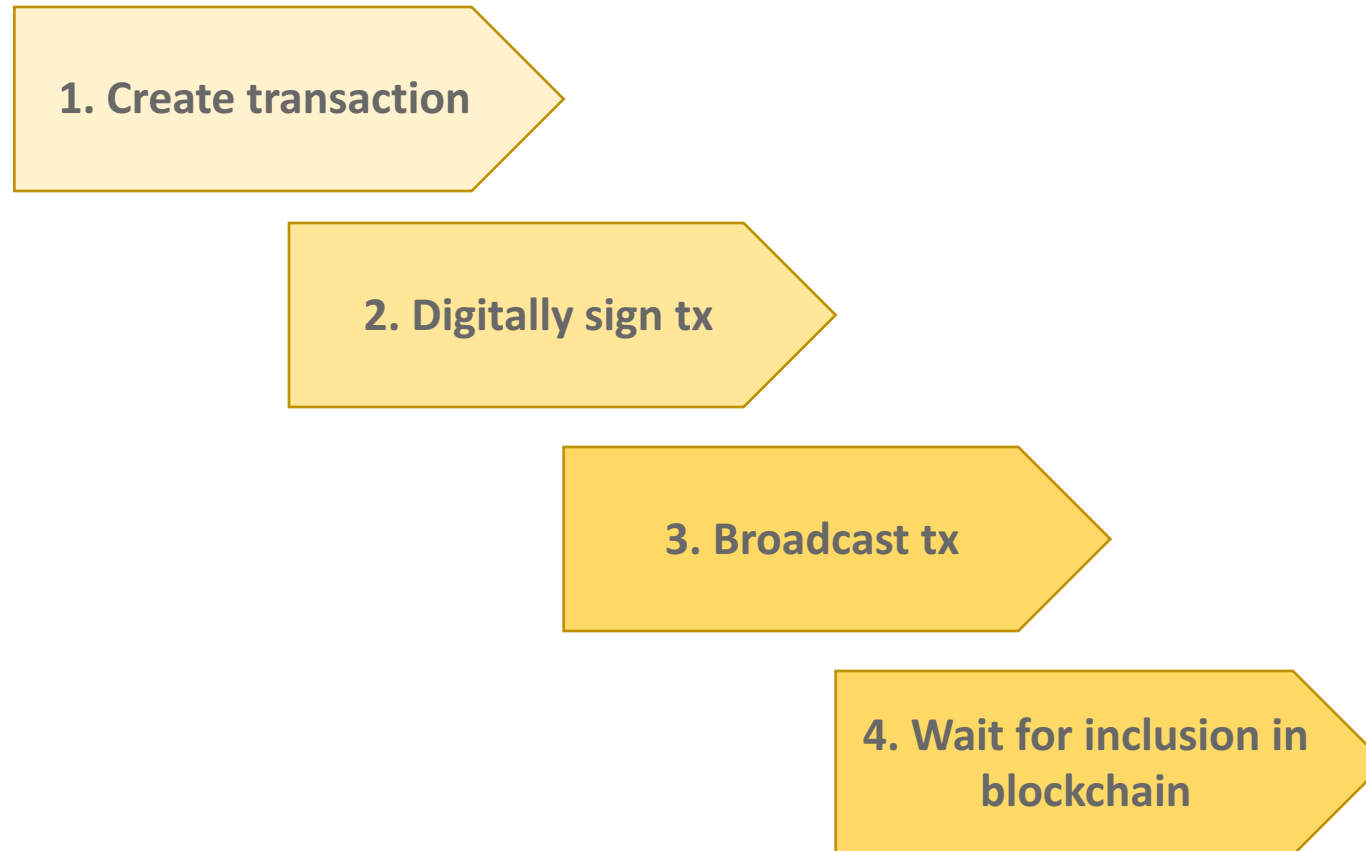 1. Create transaction
2. Digitally sign tx
3. Broadcast tx
4. Wait for inclusion in
blockchain